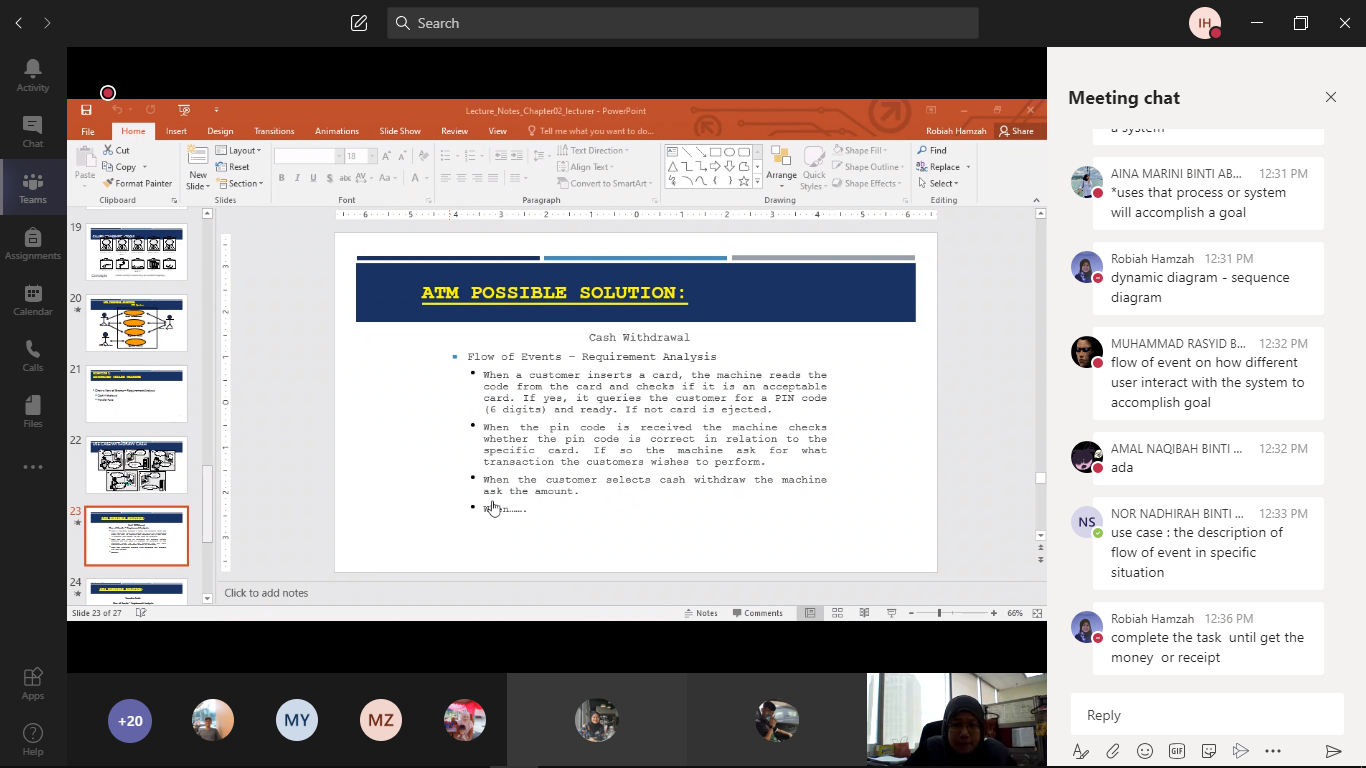 Search
IH
Activity
Chat
Teams
Assignments
Calendar
Calls
Files
Apps
Help
Lecture_Notes_Chapter02_lecturer - PowerPoint
File Home Insert Design Transitions Animations Slide Show Review View Tell me what you want to do...
Robiah Hamzah Share
Paste
Cut
Copy
Format Painter
Clipboard
New
Slide
Layout
Reset
Section
Slides
18
B I U S abc AV Aa A
Font
Text Direction
Align Text
Convert to SmartArt
Paragraph
Arrange
Quick
Styles
Shape Fill
Shape Outline
Shape Effects
Drawing
Find
Replace
Select
Editing
19
20
21
22
23
24
ATM POSSIBLE SOLUTION:
Cash Withdrawal
Flow of Events – Requirement Analysis
When a customer inserts a card, the machine reads the
code from the card and checks if it is an acceptable
card. If yes, it queries the customer for a PIN code
(6 digits) and ready. If not card is ejected.
When the pin code is received the machine checks
whether the pin code is correct in relation to the
specific card. If so the machine ask for what
transaction the customers wishes to perform.
When the customer selects cash withdraw the machine
ask the amount.
Click to add notes
Slide 23 of 27
Notes Comments 66%
+20
MY
MZ
Meeting chat
a system
AINA MARINI BINTI AB... 12:31 PM
*uses that process or system
will accomplish a goal
Robiah Hamzah 12:31 PM
dynamic diagram - sequence
diagram
MUHAMMAD RASYID B... 12:32 PM
flow of event on how different
user interact with the system to
accomplish goal
AMAL NAQIBAH BINTI ... 12:32 PM
ada
NS
NOR NADHIRAH BINTI ... 12:33 PM
use case : the description of
flow of event in specific
situation
Robiah Hamzah 12:36 PM
complete the task until get the
money or receipt
Reply
GIF